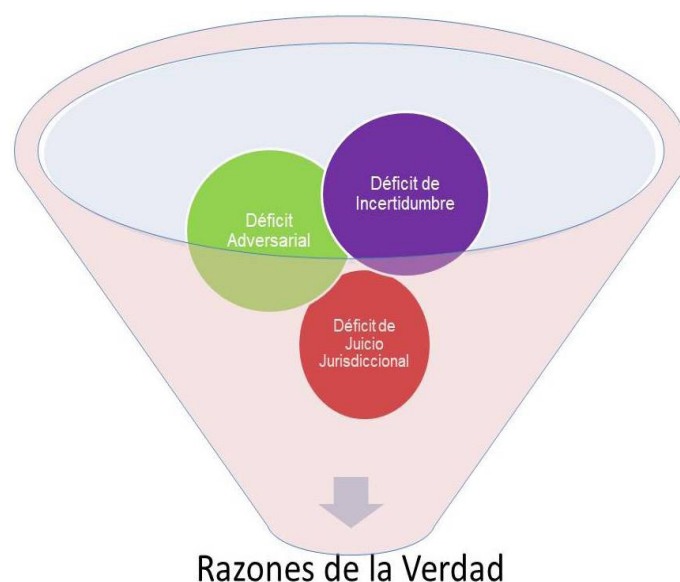 Déficit de
Incertidumbre
Déficit
Adversarial
Déficit de
Juicio
Jurisdiccional
Razones de la Verdad